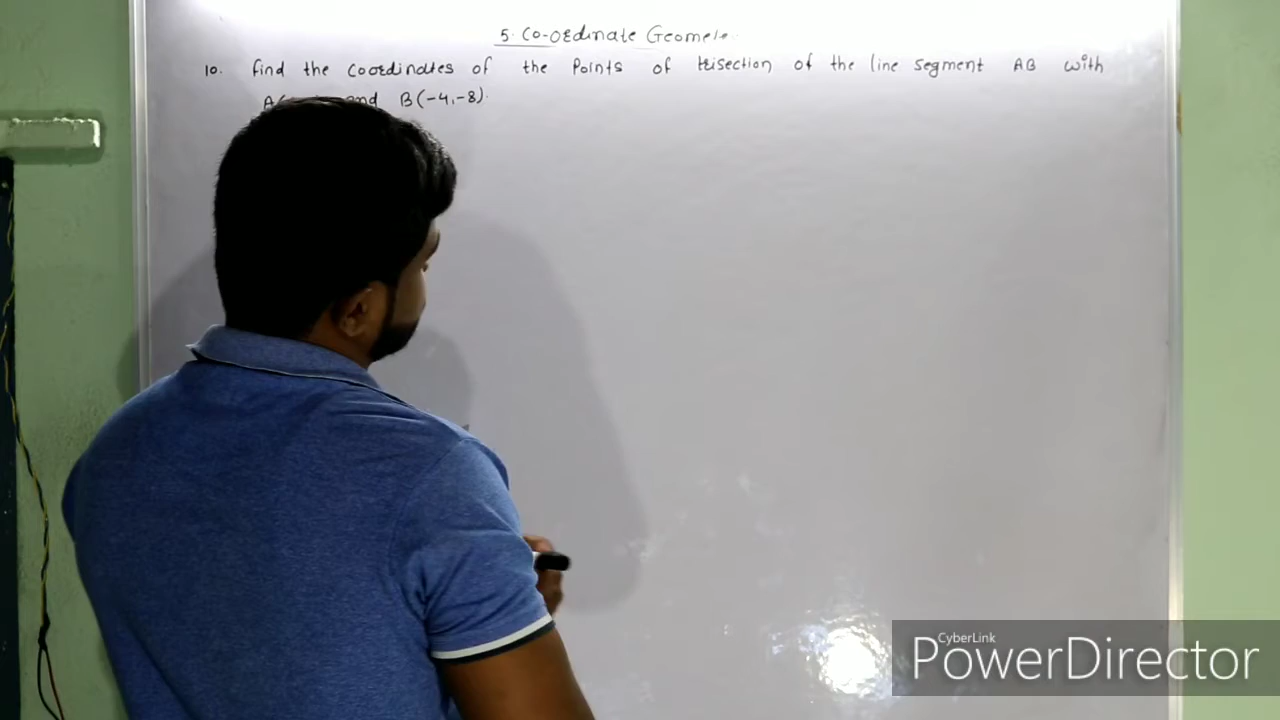 5. Co-ordinate Geomete
10. find the coordinates of the Points of trisection of the line segment AB with
A( and B(-4,-8).
CyberLink
PowerDirector